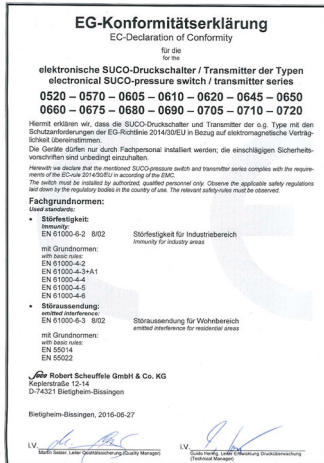 EG-Konformitätserklärung
EC-Declaration of Conformity
für die
for the
elektronische SUCO-Druckschalter / Transmitter der Typen
electronical SUCO-pressure switch / transmitter series
0520 – 0570 – 0605 – 0610 – 0620 – 0645 – 0650
0660 – 0675 – 0680 – 0690 – 0705 – 0710 – 0720
Hiermit erklären wir, dass die SUCO-Druckschalter und Transmitter der o.g. Type mit den
Schutzanforderungen der EG-Richtlinie 2014/30/EU in Bezug auf elektromagnetische Verträg-
lichkeit übereinstimmen.
Die Geräte dürfen nur durch Fachpersonal installiert werden; die einschlägigen Sicherheits-
vorschriften sind unbedingt einzuhalten.
Herewith we declare that the mentioned SUCO-pressure switch and transmitter series complies with the require-
ments of the EC-rule 2014/30/EU in according of the EMC.
The switch must be installed by authorized, qualified personnel only. Observe the applicable safety regulations
laid down by the regulatory bodies in the country of use. The relevant safety-rules must be observed.
Fachgrundnormen:
Used standards:
• Störfestigkeit:
Immunity:
EN 61000-6-2 8/02 Störfestigkeit für Industriebereich
Immunity for industry areas
mit Grundnormen:
with basic rules:
EN 61000-4-2
EN 61000-4-3+A1
EN 61000-4-4
EN 61000-4-5
EN 61000-4-6
• Störaussendung:
emitted interference:
EN 61000-6-3 8/02 Störaussendung für Wohnbereich
emitted interference for residential areas
mit Grundnormen:
with basic rules:
EN 55014
EN 55022
suco Robert Scheuffele GmbH & Co. KG
Keplerstraße 12-14
D-74321 Bietigheim-Bissingen
Bietigheim-Bissingen, 2016-06-27
i.V. i.V.
Martin Selzer, Leiter Qualitätssicherung (Quality Manager) Guido Hertng, Leiter Entwicklung Drucküberwachung
(Technical Manager)